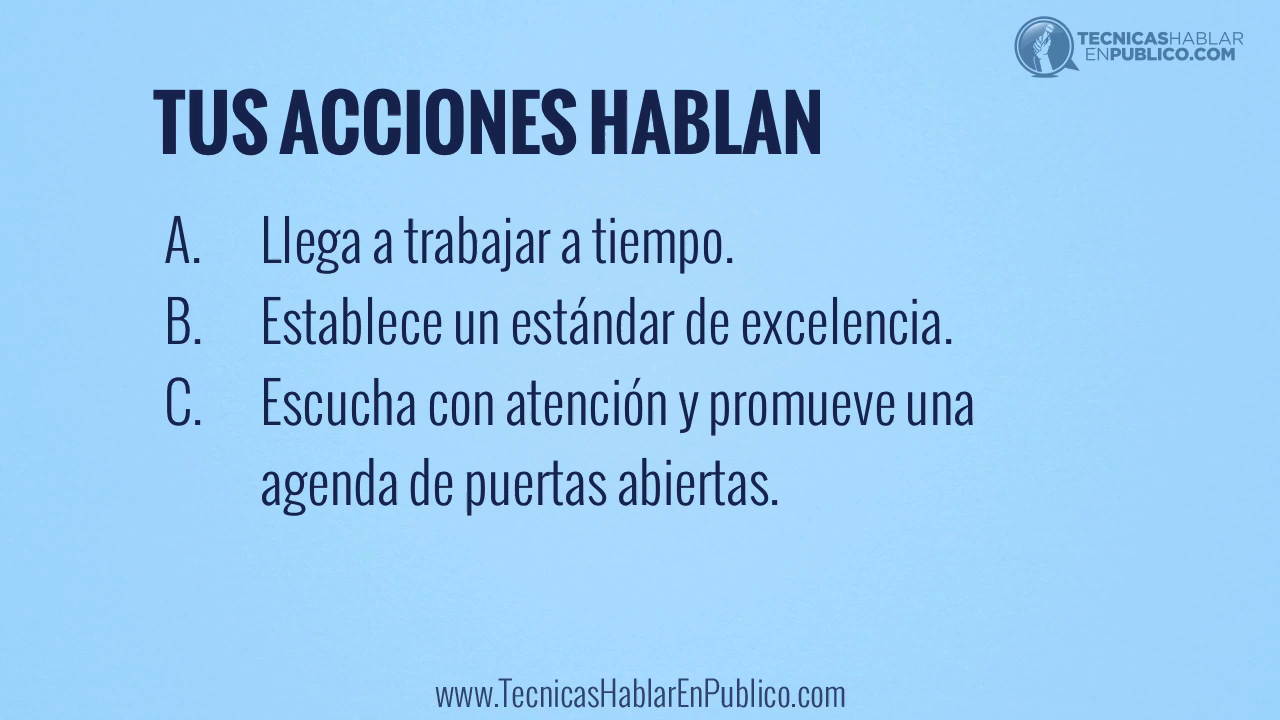 TECNICASHABLAR
ENPUBLICO.COM
TUS ACCIONES HABLAN
A. Llega a trabajar a tiempo.
B. Establece un estándar de excelencia.
C. Escucha con atención y promueve una
agenda de puertas abiertas.
www.TecnicasHablarEnPublico.com